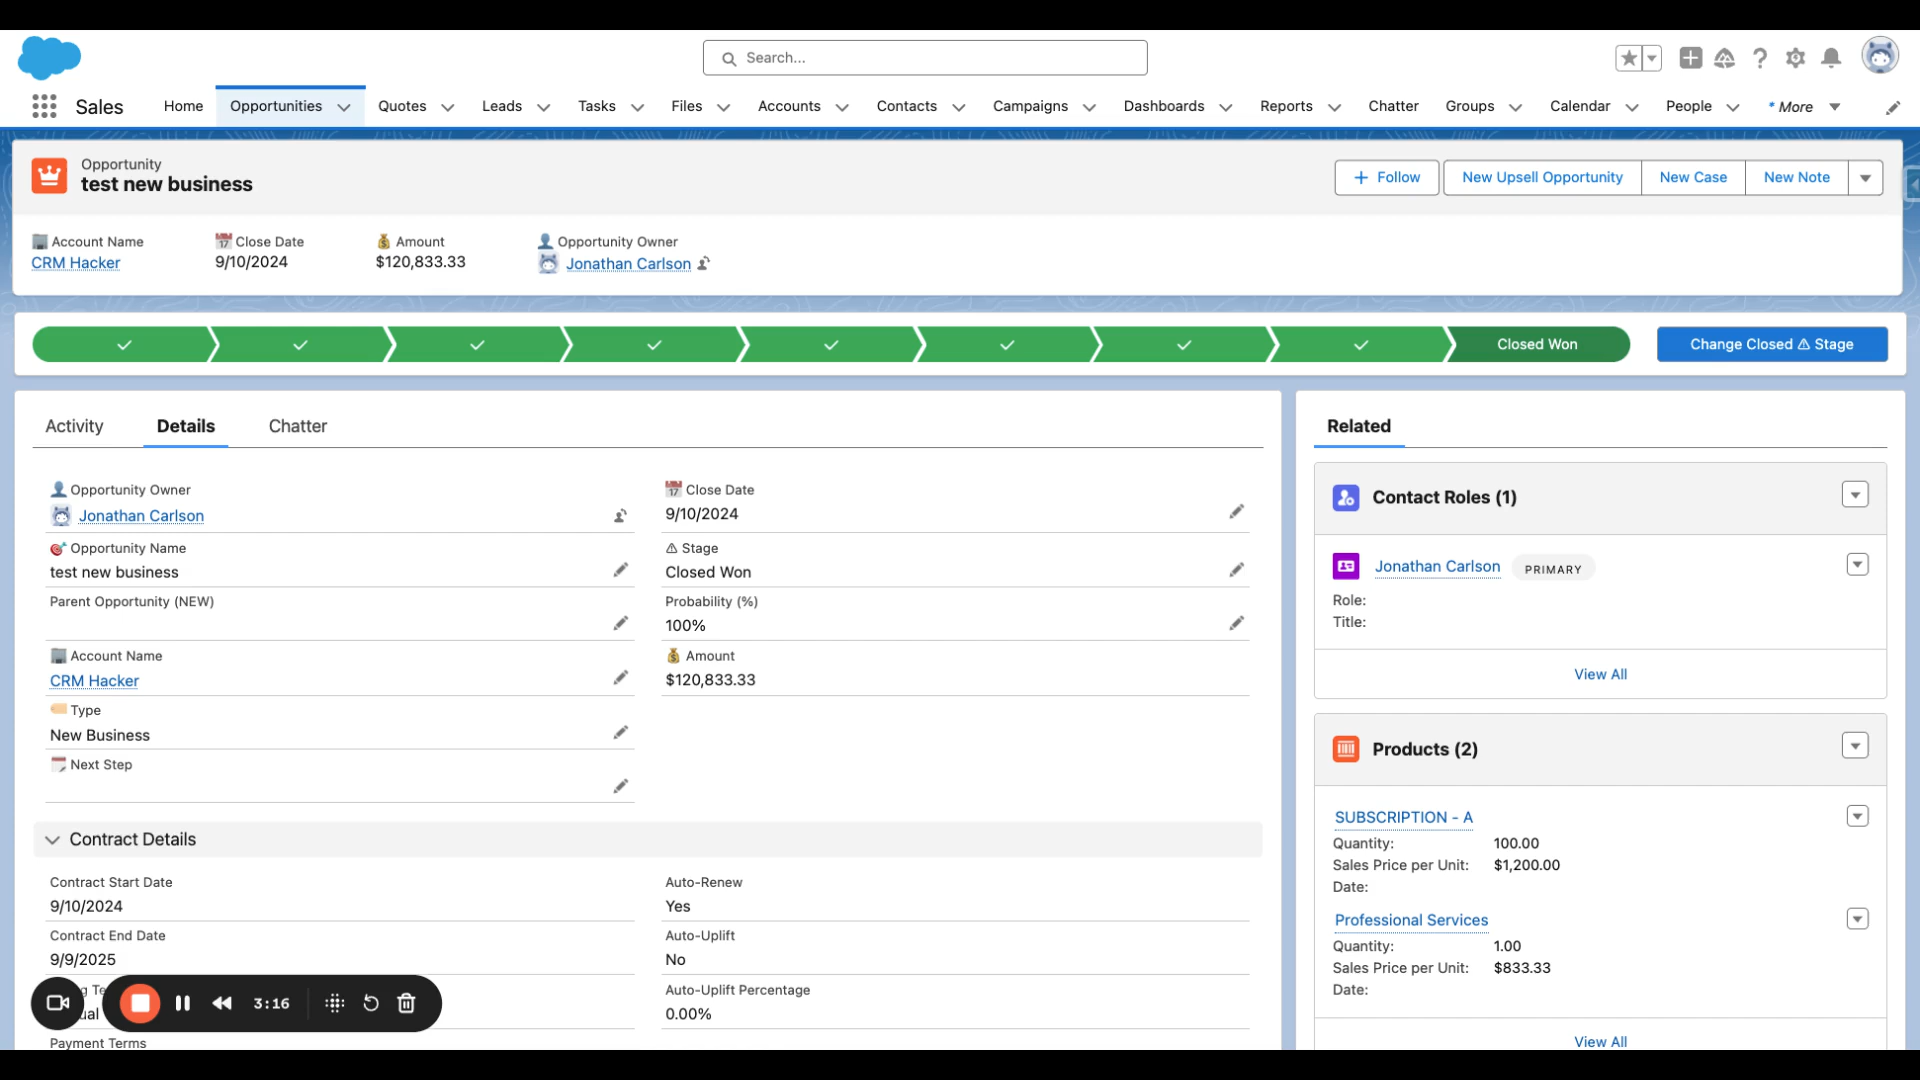 Search...
Sales
Home
Opportunities
Quotes
Leads
Tasks
Files
Accounts
Contacts
Campaigns
Dashboards
Reports
Chatter
Groups
Calendar
People
* More
Opportunity
test new business
Follow
New Upsell Opportunity
New Case
New Note
Account Name
Close Date
Amount
Opportunity Owner
CRM Hacker
9/10/2024
$120,833.33
Jonathan Carlson
Closed Won
Change Closed ⚠ Stage
Activity
Details
Chatter
Opportunity Owner
Jonathan Carlson
Opportunity Name
test new business
Parent Opportunity (NEW)
Account Name
CRM Hacker
Type
New Business
Next Step
Close Date
9/10/2024
⚠ Stage
Closed Won
Probability (%)
100%
Amount
$120,833.33
Contract Details
Contract Start Date
9/10/2024
Contract End Date
9/9/2025
Payment Terms
Auto-Renew
Yes
Auto-Uplift
No
Auto-Uplift Percentage
0.00%
3:16
Related
Contact Roles (1)
Jonathan Carlson
PRIMARY
Role:
Title:
View All
Products (2)
SUBSCRIPTION - A
Quantity: 100.00
Sales Price per Unit: $1,200.00
Date:
Professional Services
Quantity: 1.00
Sales Price per Unit: $833.33
Date:
View All